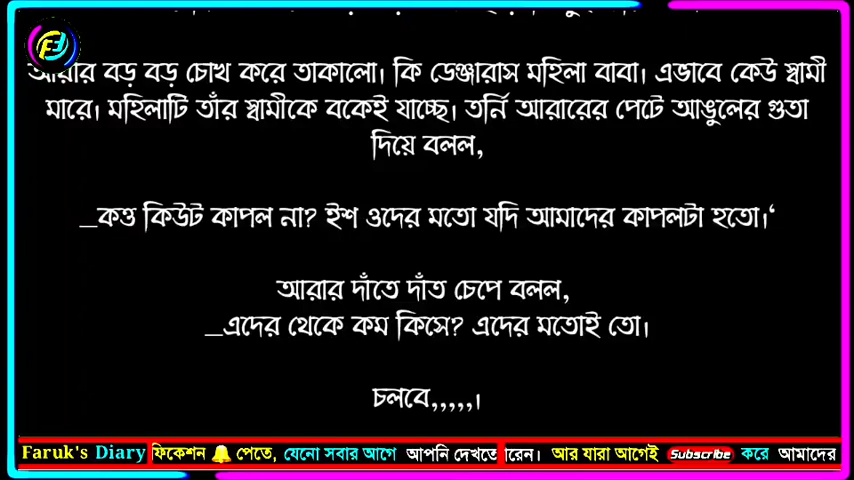 আরার বড় বড় চোখ করে তাকালো। কি ডেঞ্জারাস মহিলা বাবা। এভাবে কেউ স্বামী
মারে। মহিলাটি তাঁর স্বামীকে বকেই যাচ্ছে। তর্নি আরারের পেটে আঙুলের গুতা
দিয়ে বলল,
_কত্ত কিউট কাপল না? ইশ ওদের মতো যদি আমাদের কাপলটা হতো।‘
আরার দাঁতে দাঁত চেপে বলল,
_এদের থেকে কম কিসে? এদের মতোই তো।
চলবে,,,,,।
Faruk's Diary ফিকেশন 🔔 পেতে, যেনো সবার আগে আপনি দেখতে রেন। আর যারা আগেই Subscribe করে আমাদের